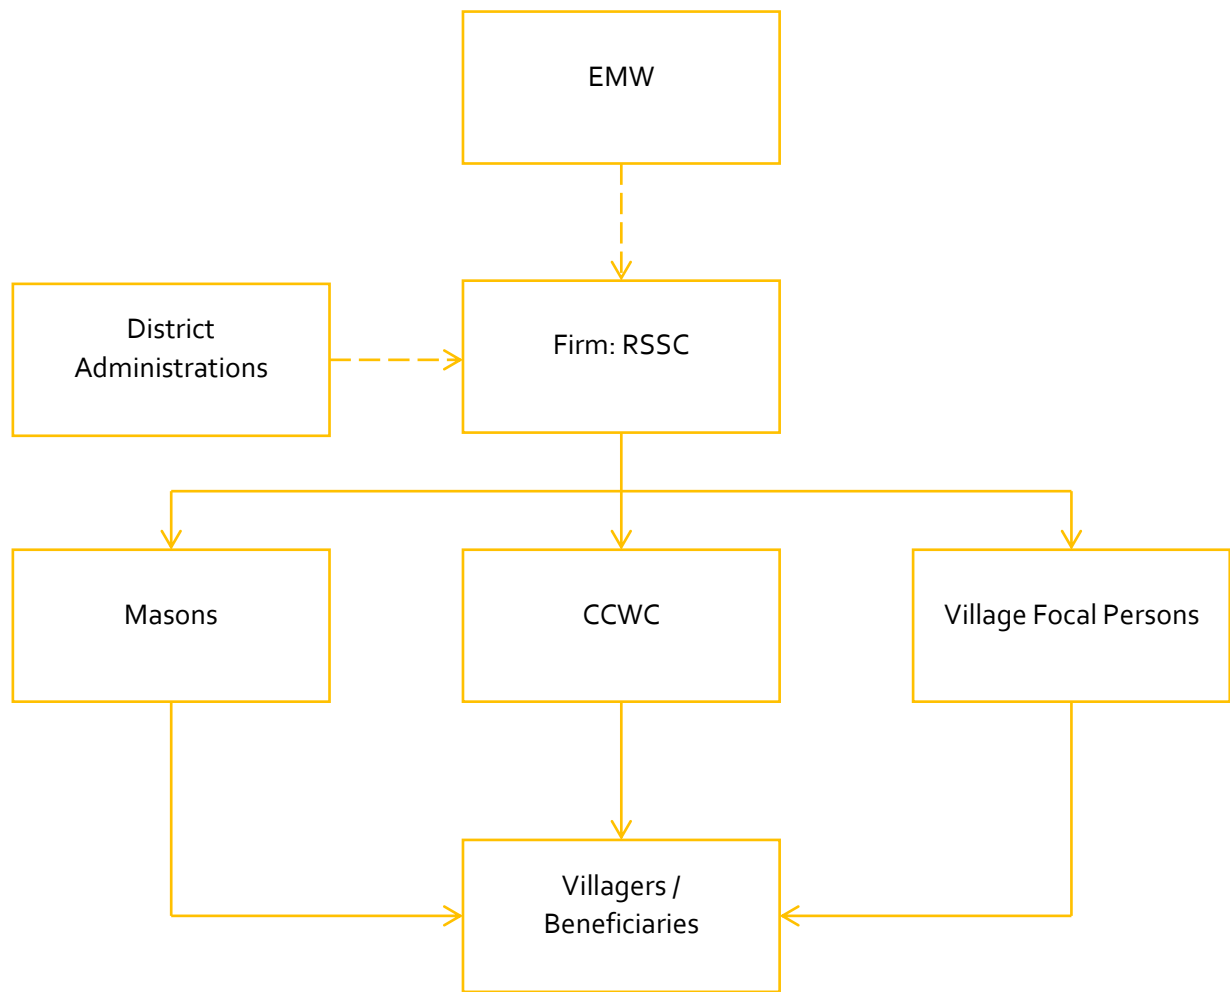 EMW
District
Administrations
Firm: RSSC
Masons
CCWC
Village Focal Persons
Villagers /
Beneficiaries